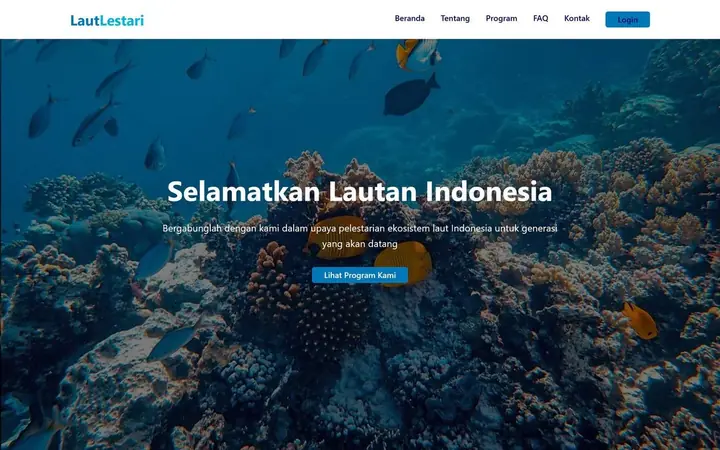 LautLestari
Beranda Tentang Program FAQ Kontak Login
Selamatkan Lautan Indonesia
Bergabunglah dengan kami dalam upaya pelestarian ekosistem laut Indonesia untuk generasi
yang akan datang
Lihat Program Kami